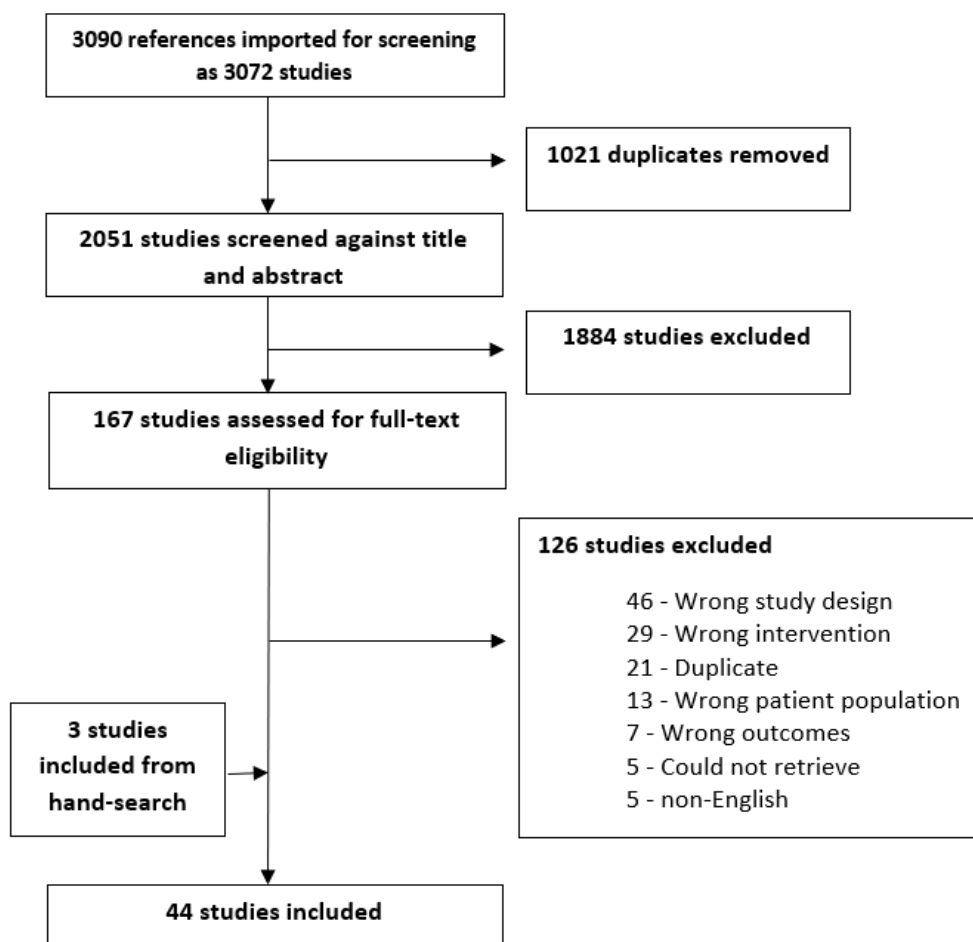 3090 references imported for screening
as 3072 studies
1021 duplicates removed
2051 studies screened against title
and abstract
1884 studies excluded
167 studies assessed for full-text
eligibility
126 studies excluded
46 - Wrong study design
29 - Wrong intervention
21 - Duplicate
13 - Wrong patient population
7 - Wrong outcomes
5 - Could not retrieve
5 - non-English
3 studies
included from
hand-search
44 studies included